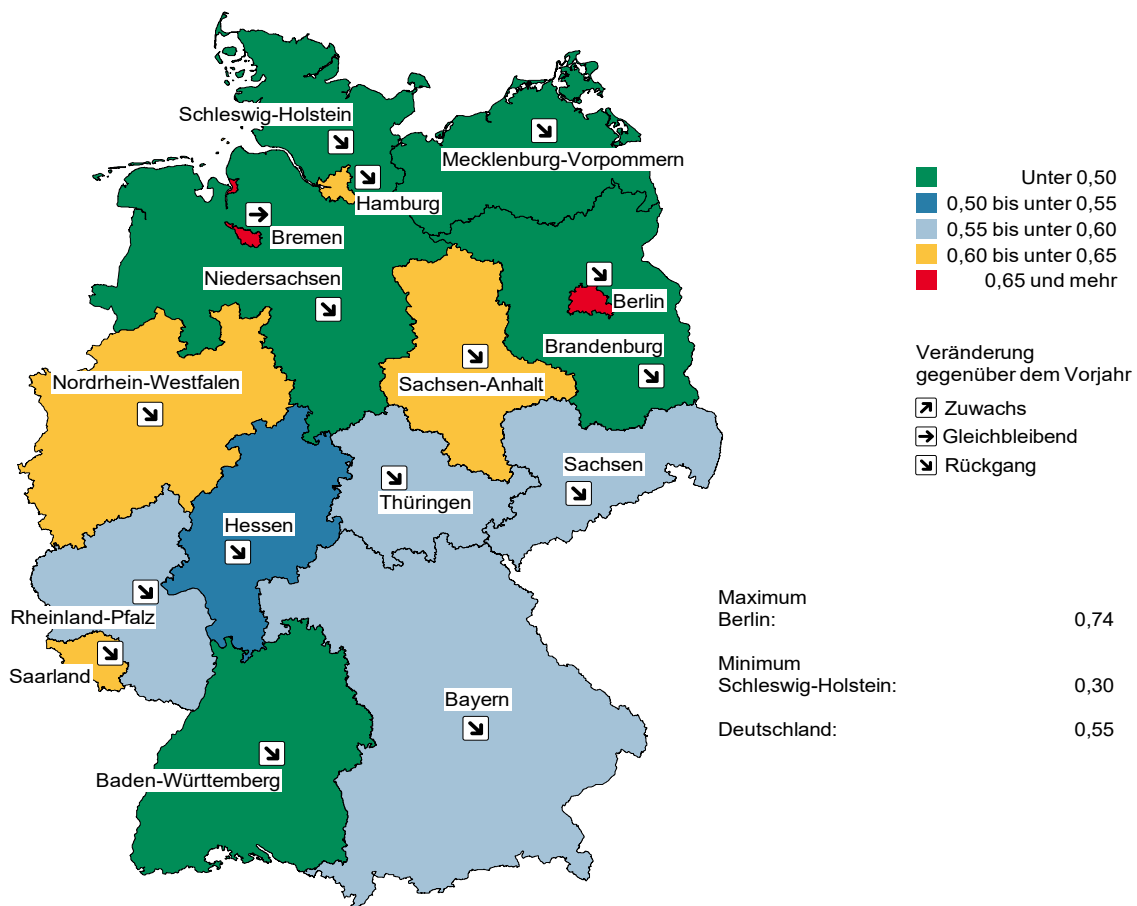 Schleswig-Holstein
Mecklenburg-Vorpommern
Hamburg
Bremen
Niedersachsen
Berlin
Brandenburg
Nordrhein-Westfalen
Sachsen-Anhalt
Sachsen
Thüringen
Hessen
Rheinland-Pfalz
Saarland
Bayern
Baden-Württemberg
Unter 0,50
0,50 bis unter 0,55
0,55 bis unter 0,60
0,60 bis unter 0,65
0,65 und mehr
Veränderung
gegenüber dem Vorjahr
Zuwachs
Gleichbleibend
Rückgang
Maximum
Berlin: 0,74
Minimum
Schleswig-Holstein: 0,30
Deutschland: 0,55